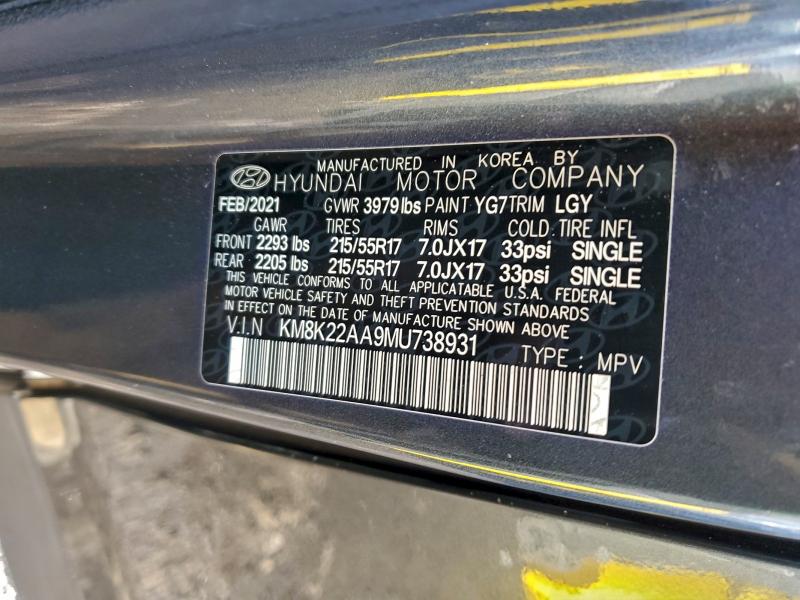 MANUFACTURED IN KOREA BY
HYUNDAI MOTOR COMPANY
FEB/2021 GVWR 3979 lbs PAINT YG7 TRIM LGY
GAWR TIRES RIMS COLD TIRE INFL
FRONT 2293 lbs 215/55R17 7.0JX17 33psi SINGLE
REAR 2205 lbs 215/55R17 7.0JX17 33psi SINGLE
THIS VEHICLE CONFORMS TO ALL APPLICABLE U.S.A. FEDERAL
MOTOR VEHICLE SAFETY AND THEFT PREVENTION STANDARDS
IN EFFECT ON THE DATE OF MANUFACTURE SHOWN ABOVE
V.I.N KM8K22AA9MU738931 TYPE : MPV